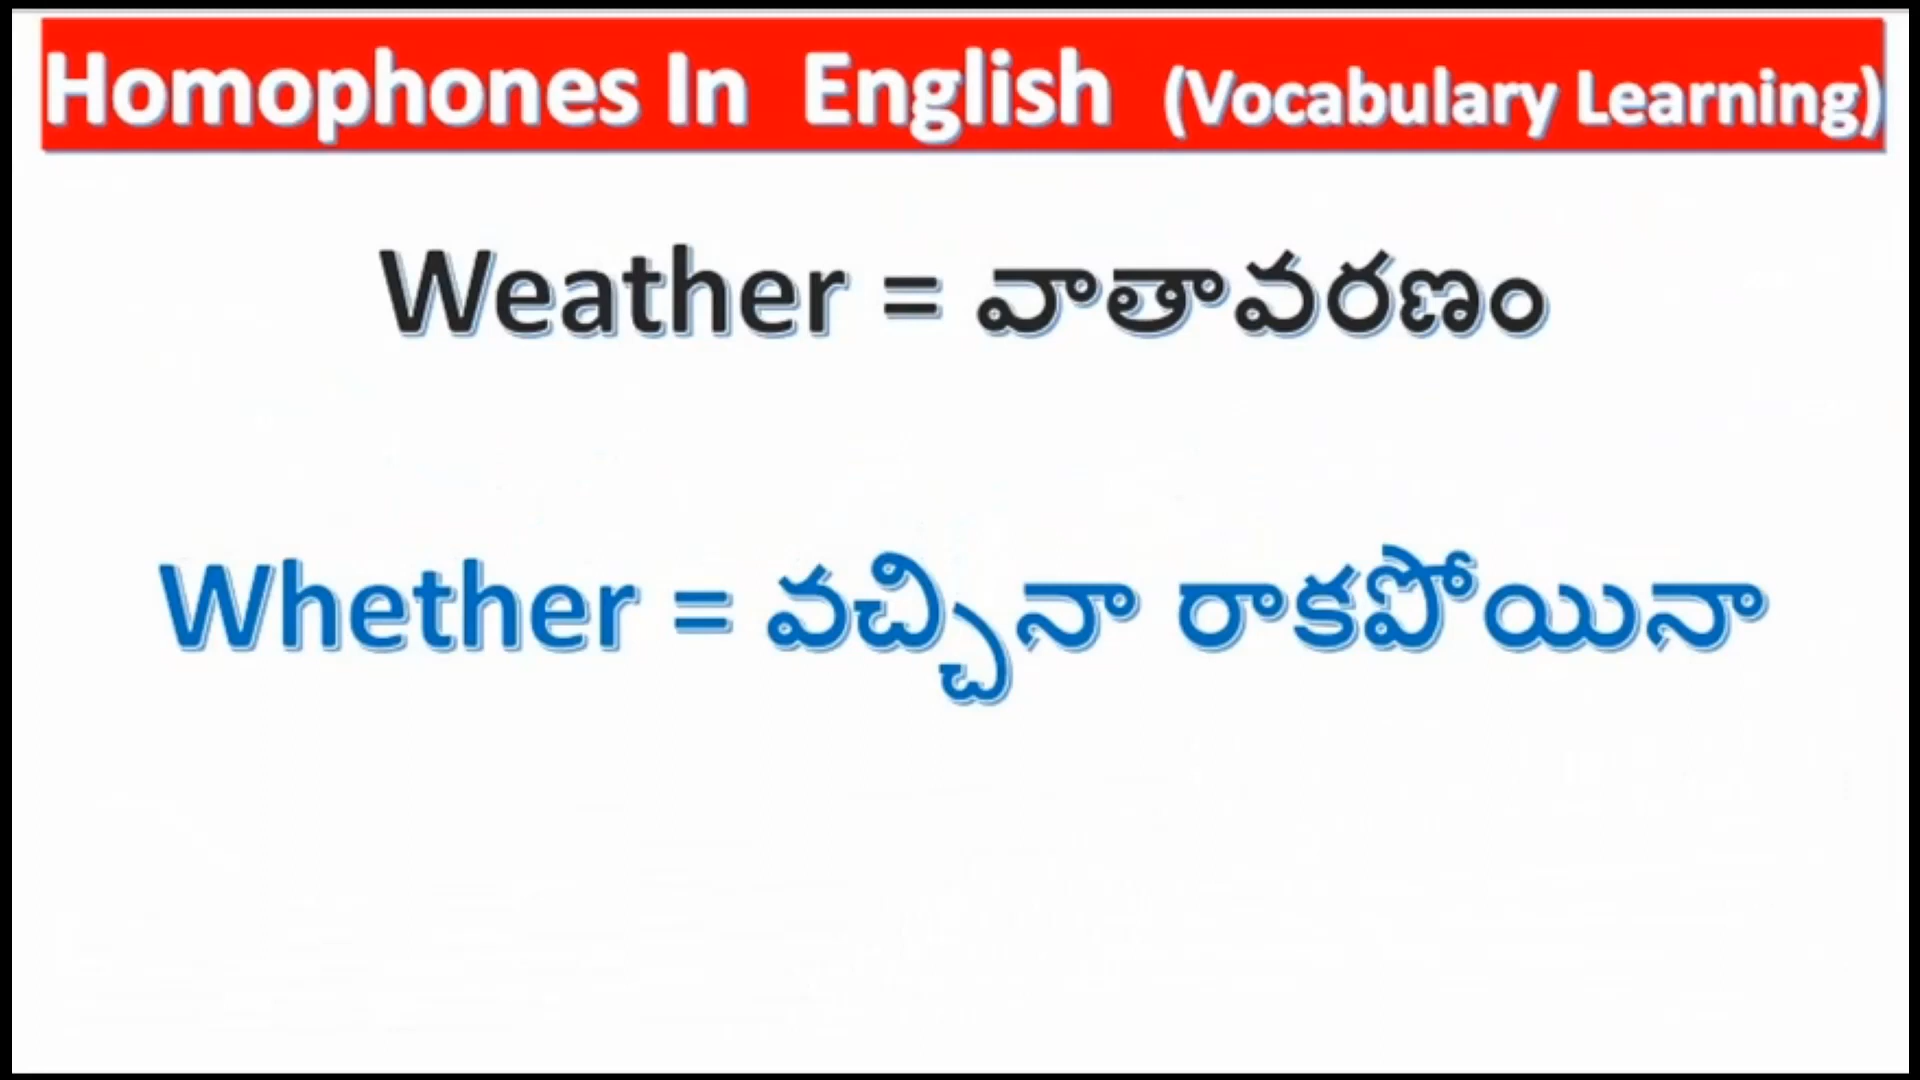 Homophones In English (Vocabulary Learning)
Weather = వాతావరణం
Whether = వచ్చినా రాకపోయినా